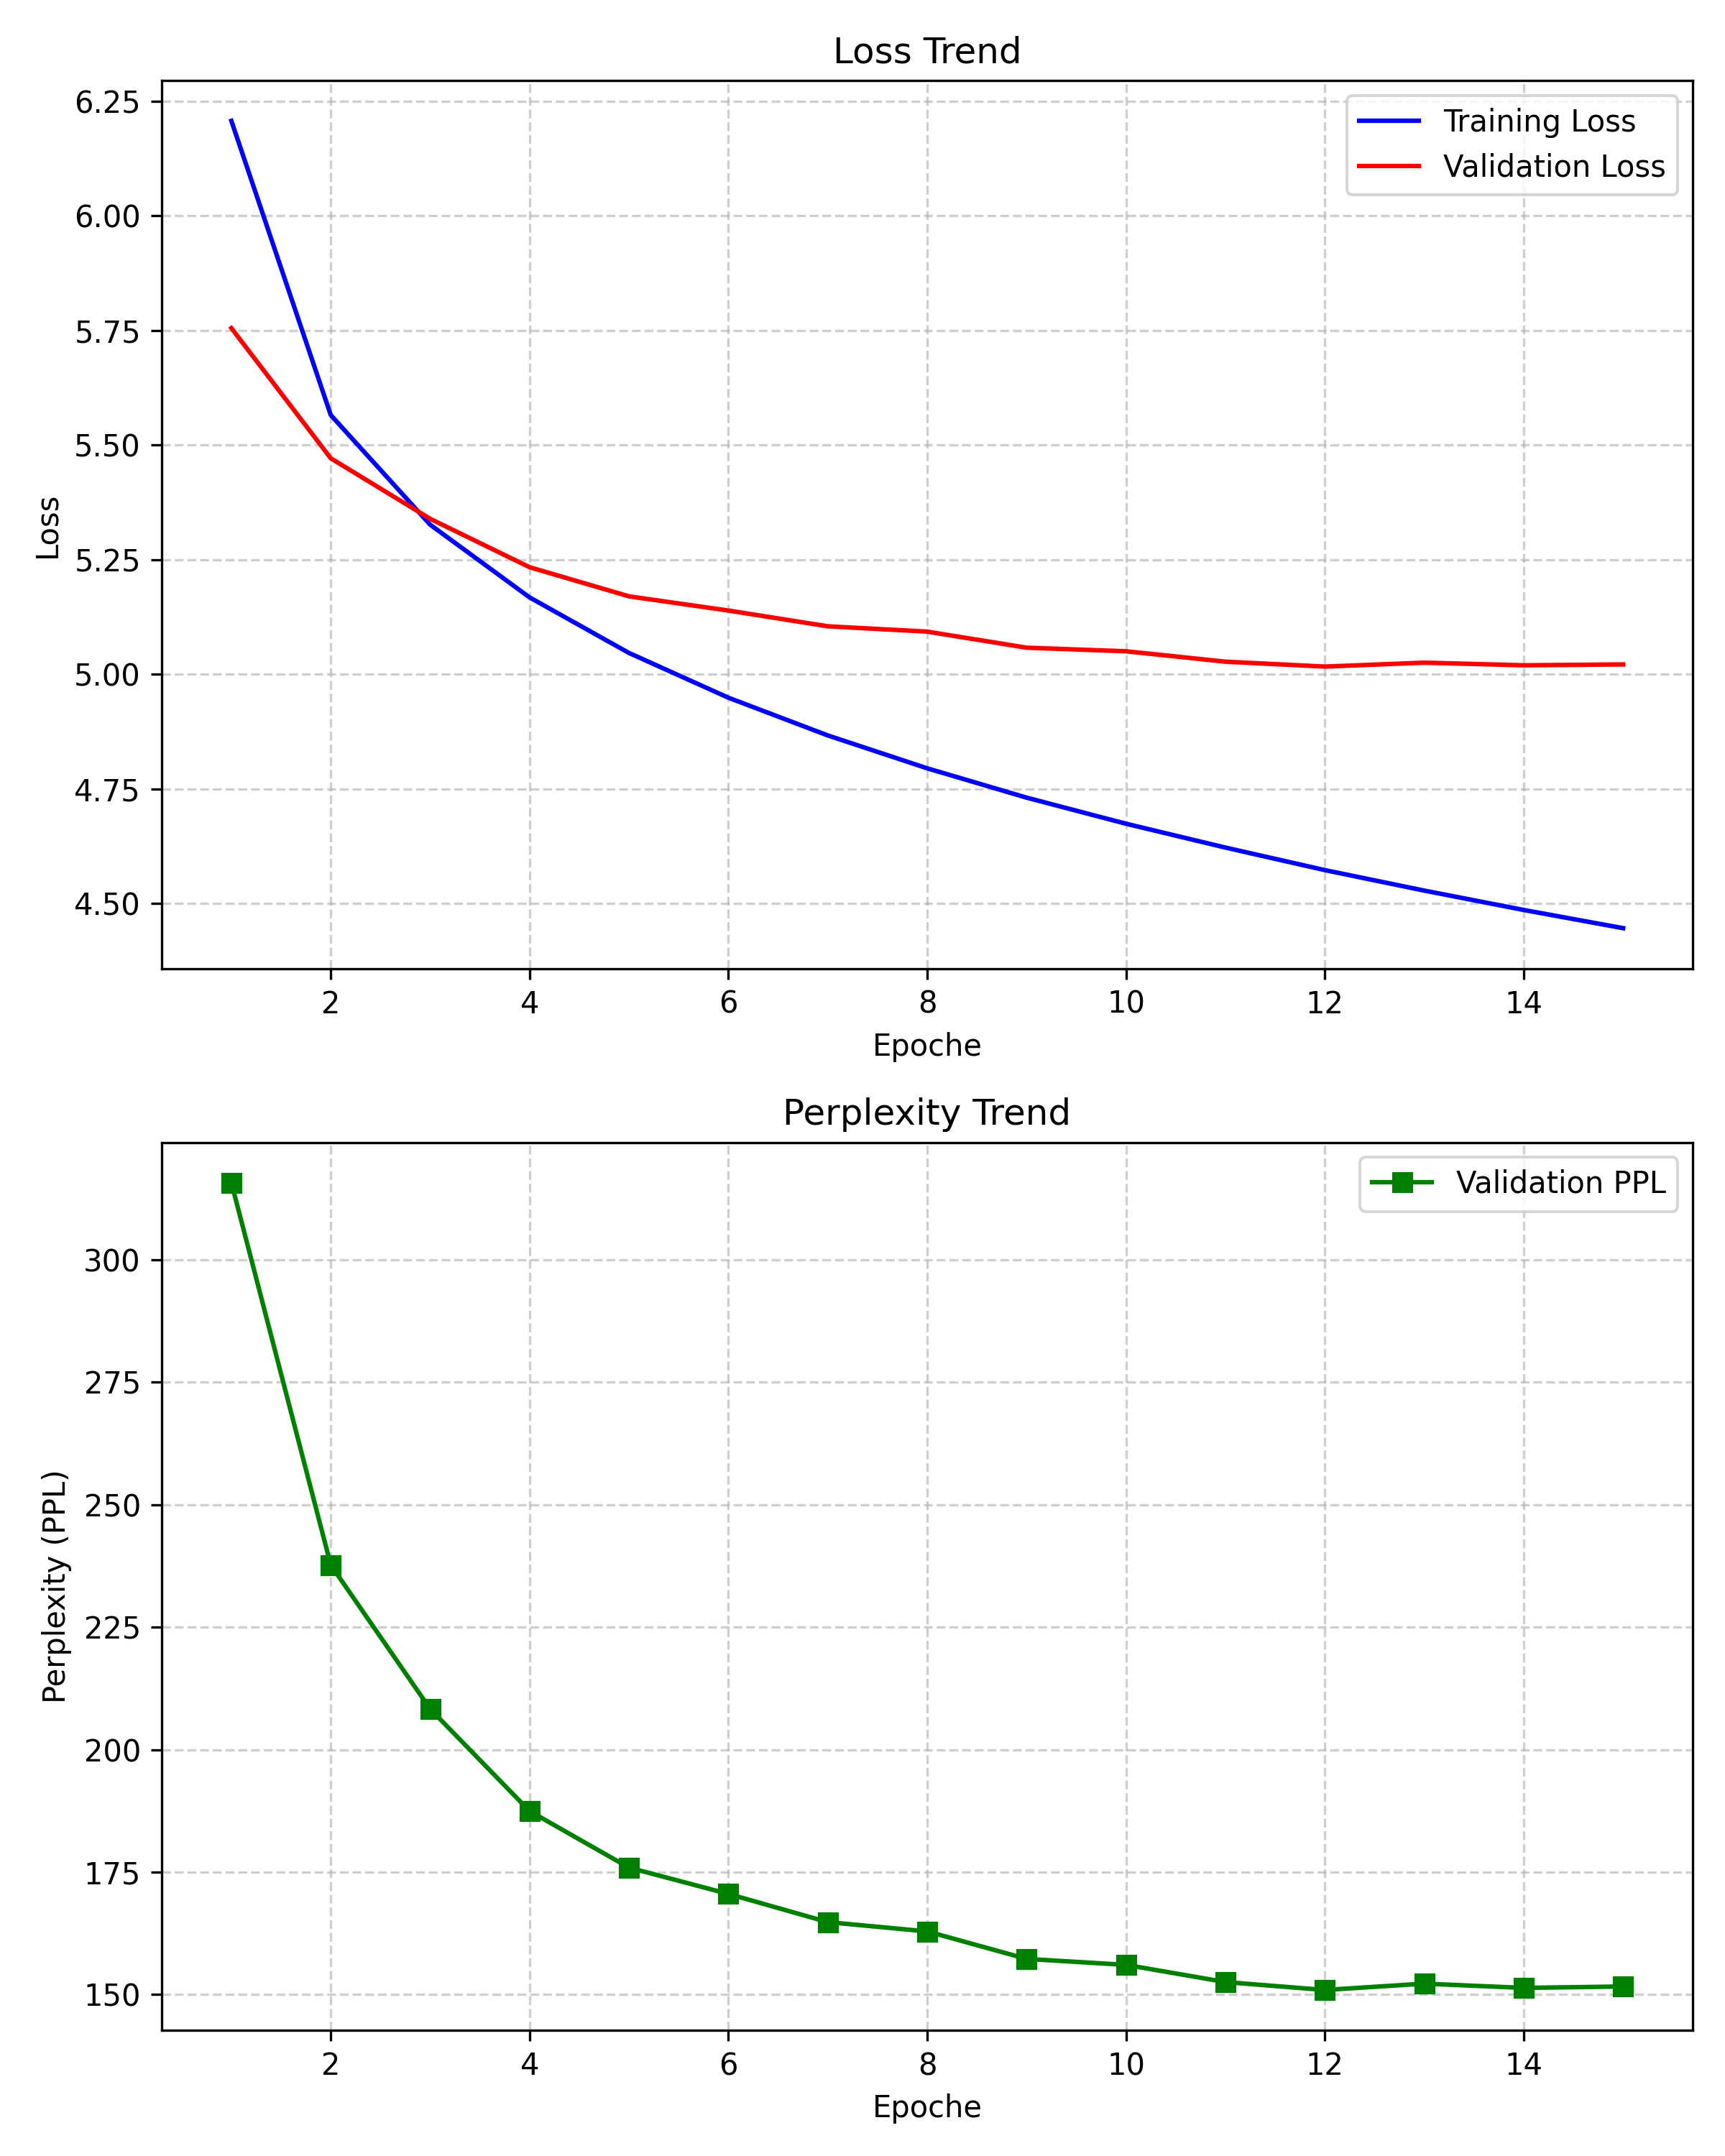 Loss Trend
6.25
6.00
5.75
5.50
5.25
5.00
4.75
4.50
Loss
Training Loss
Validation Loss
2 4 6 8 10 12 14
Epoche
Perplexity Trend
300
275
250
225
200
175
150
Perplexity (PPL)
Validation PPL
2 4 6 8 10 12 14
Epoche